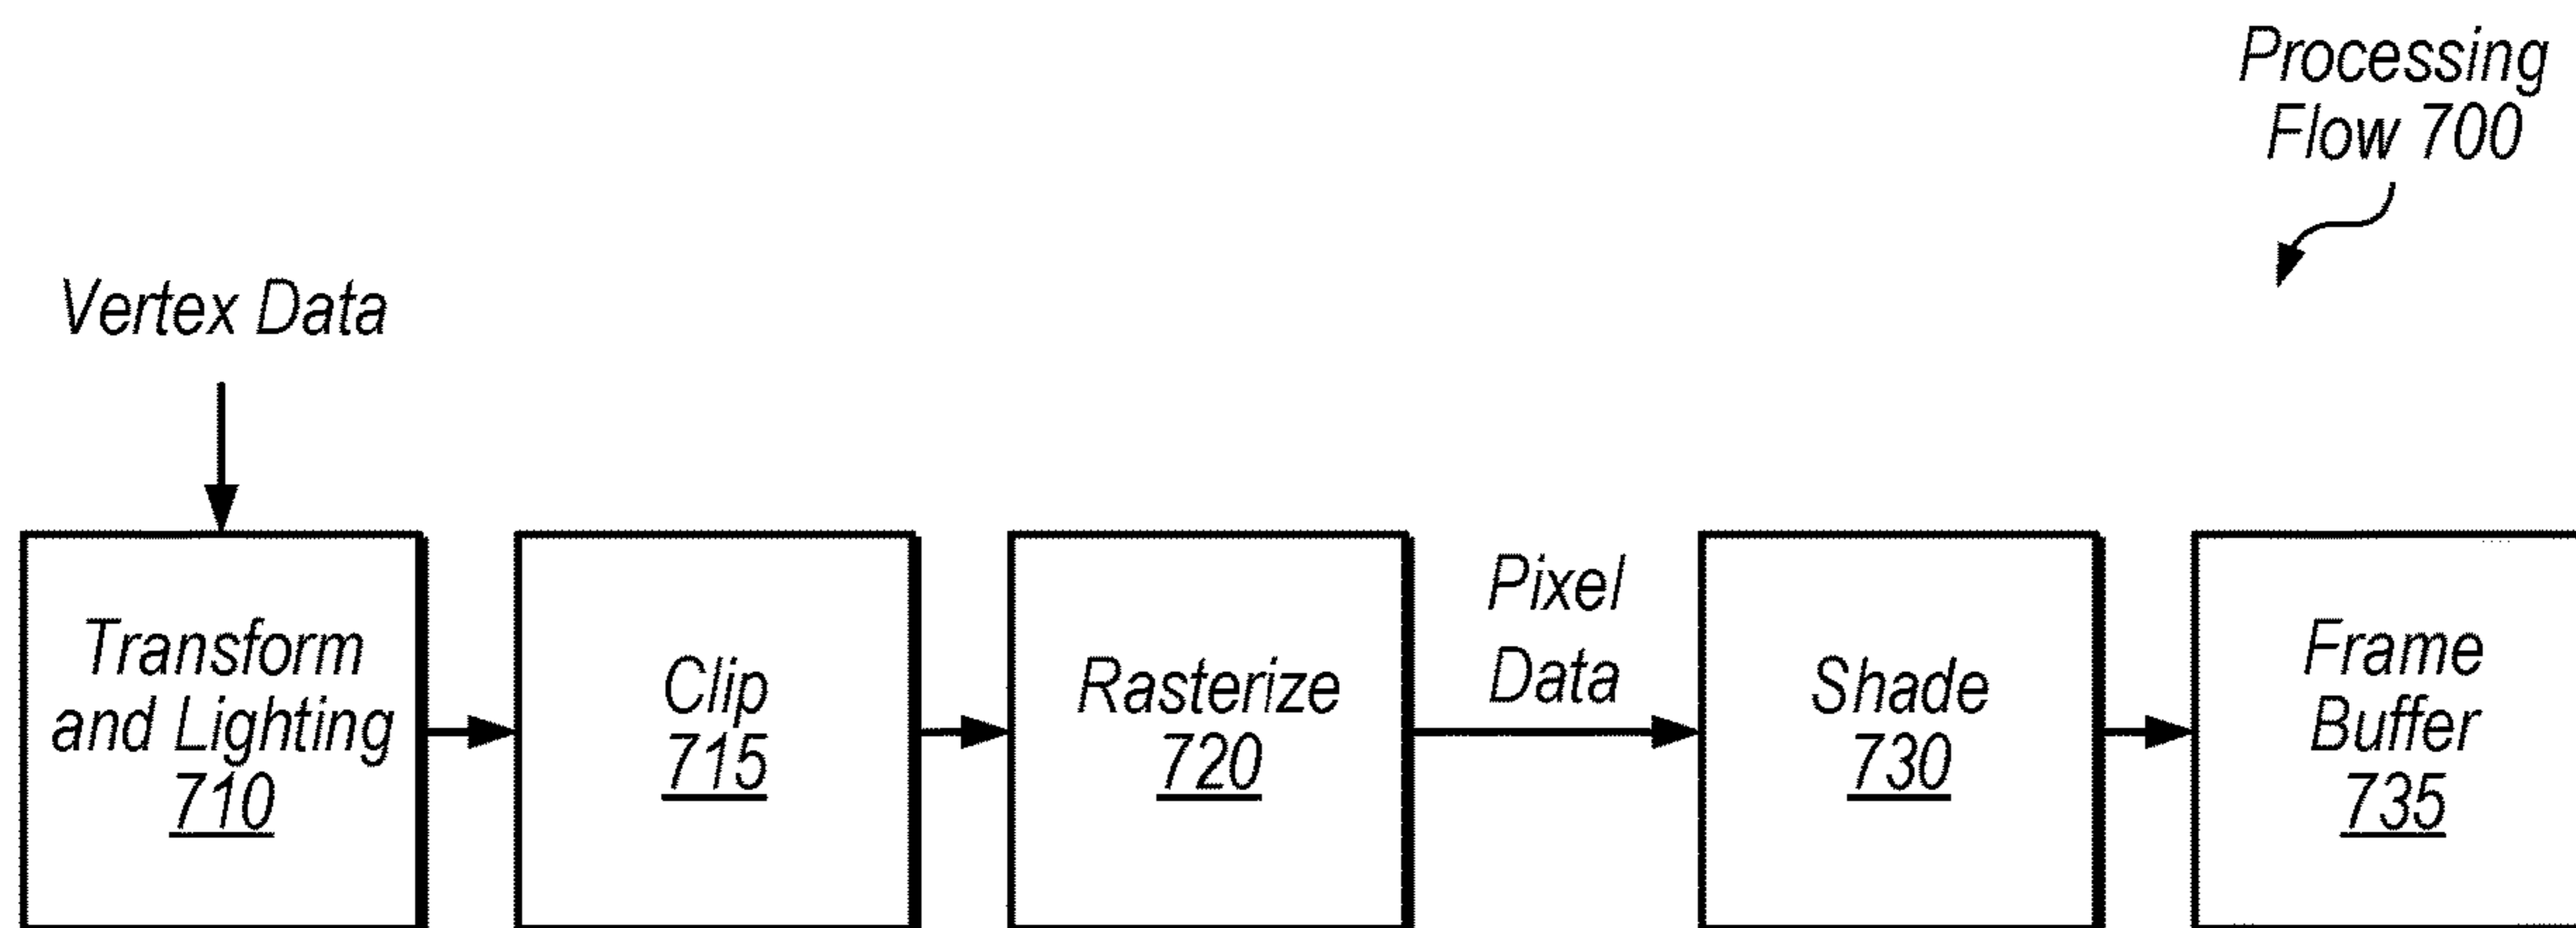 Processing
Flow 700
Vertex Data
Transform
and Lighting
710
Clip
715
Rasterize
720
Pixel
Data
Shade
730
Frame
Buffer
735